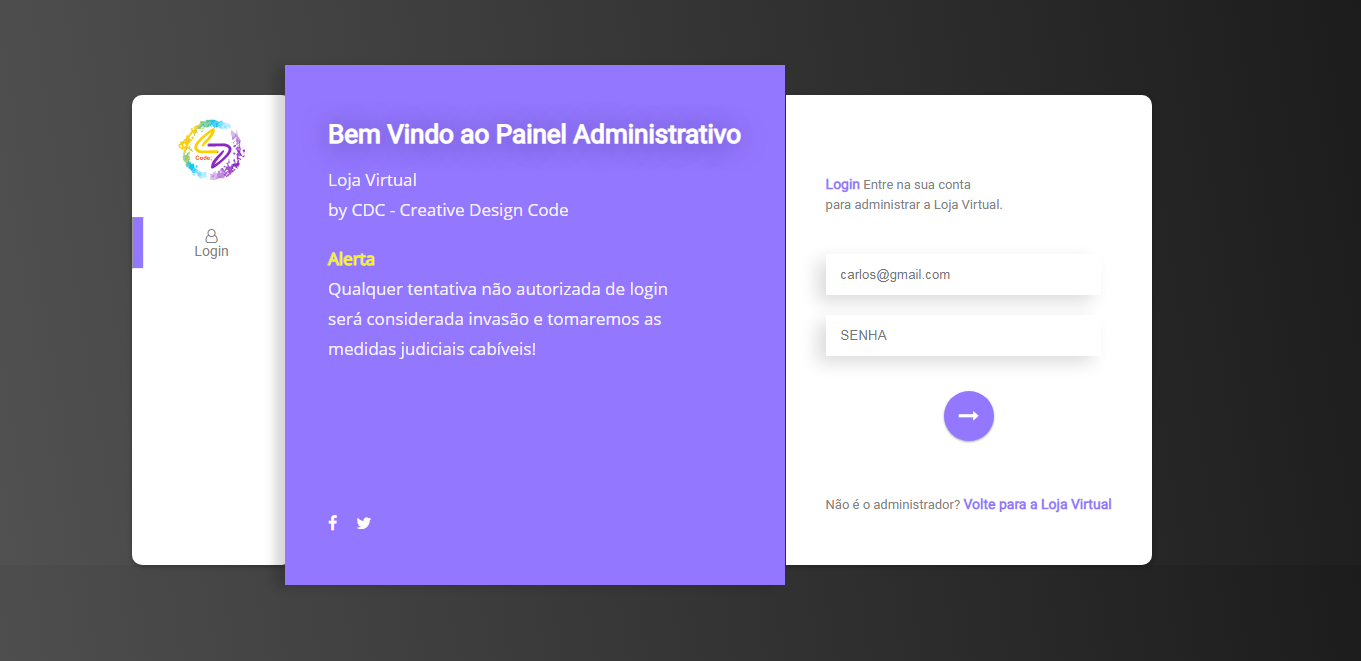 Code
Login
Bem Vindo ao Painel Administrativo
Loja Virtual
by CDC - Creative Design Code
Alerta
Qualquer tentativa não autorizada de login
será considerada invasão e tomaremos as
medidas judiciais cabíveis!
Login Entre na sua conta
para administrar a Loja Virtual.
carlos@gmail.com
SENHA
Não é o administrador? Volte para a Loja Virtual